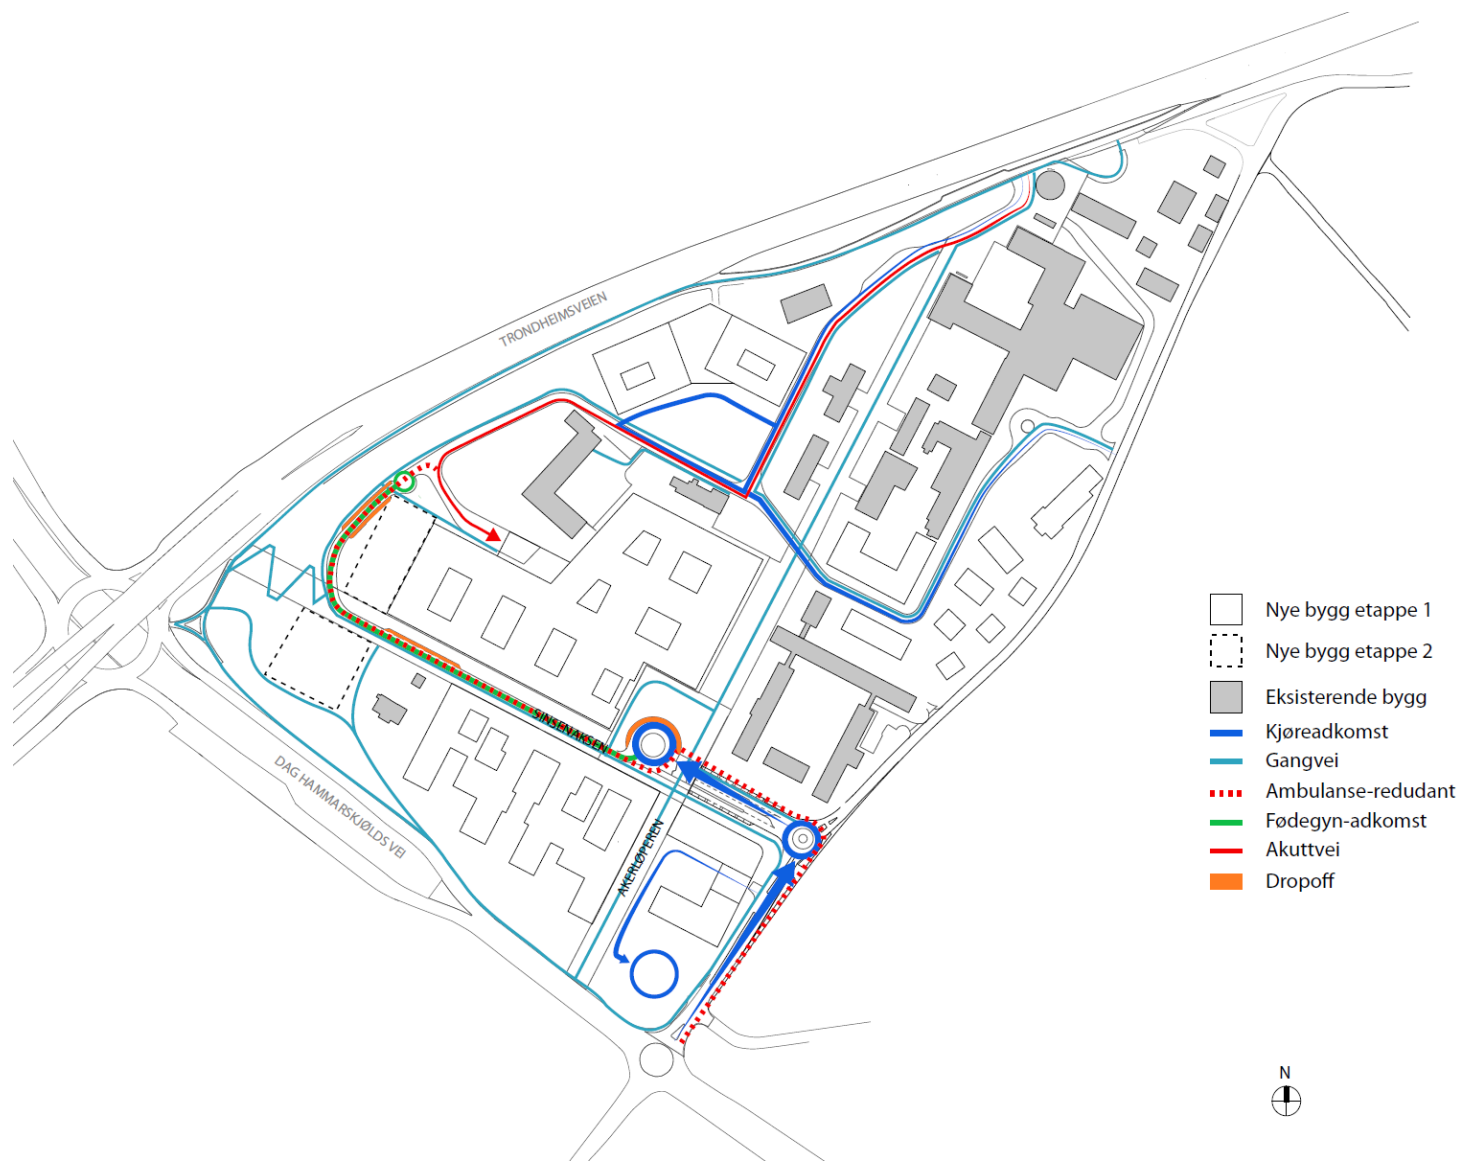 TRONDHEIMSVEIEN
SINSENAKSEN
DAG HAMMARSKJØLDS VEI
AKERLØPEREN
Nye bygg etappe 1
Nye bygg etappe 2
Eksisterende bygg
Kjøreadkomst
Gangvei
Ambulanse-redudant
Fødegyn-adkomst
Akuttvei
Dropoff
N